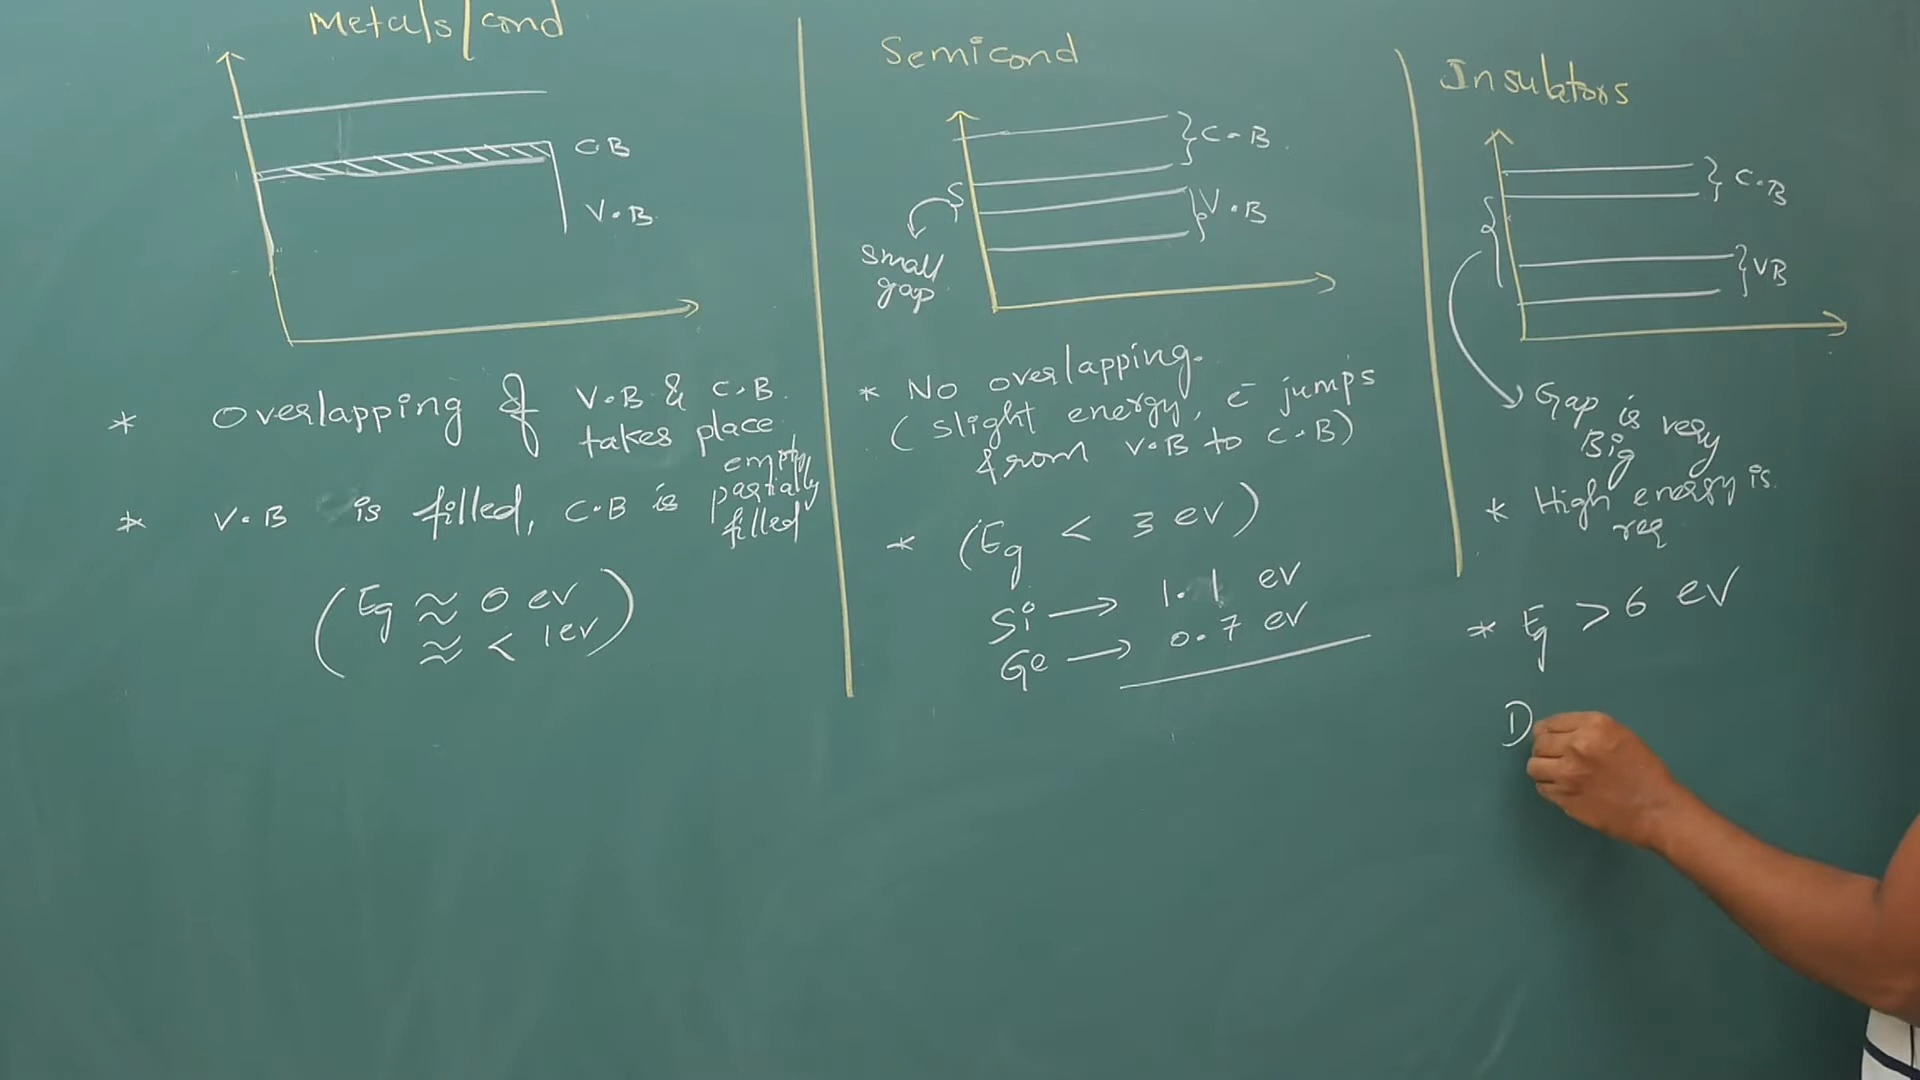 Metals/cond
C B
V.B
* Overlapping of V.B & C.B.
takes place
* V.B is filled, C.B is empty
partially
filled
(Eg ≈ 0 ev
≈ < 1ev)
Semicond
C-B
V.B
small
gap
* No overlapping.
(slight energy, e- jumps
from V.B to C.B)
* (Eg < 3 ev)
Si → 1.1 ev
Ge → 0.7 ev
Insulators
C.B
VB
Gap is very
Big
* High energy is
req
* Eg > 6 eV
D